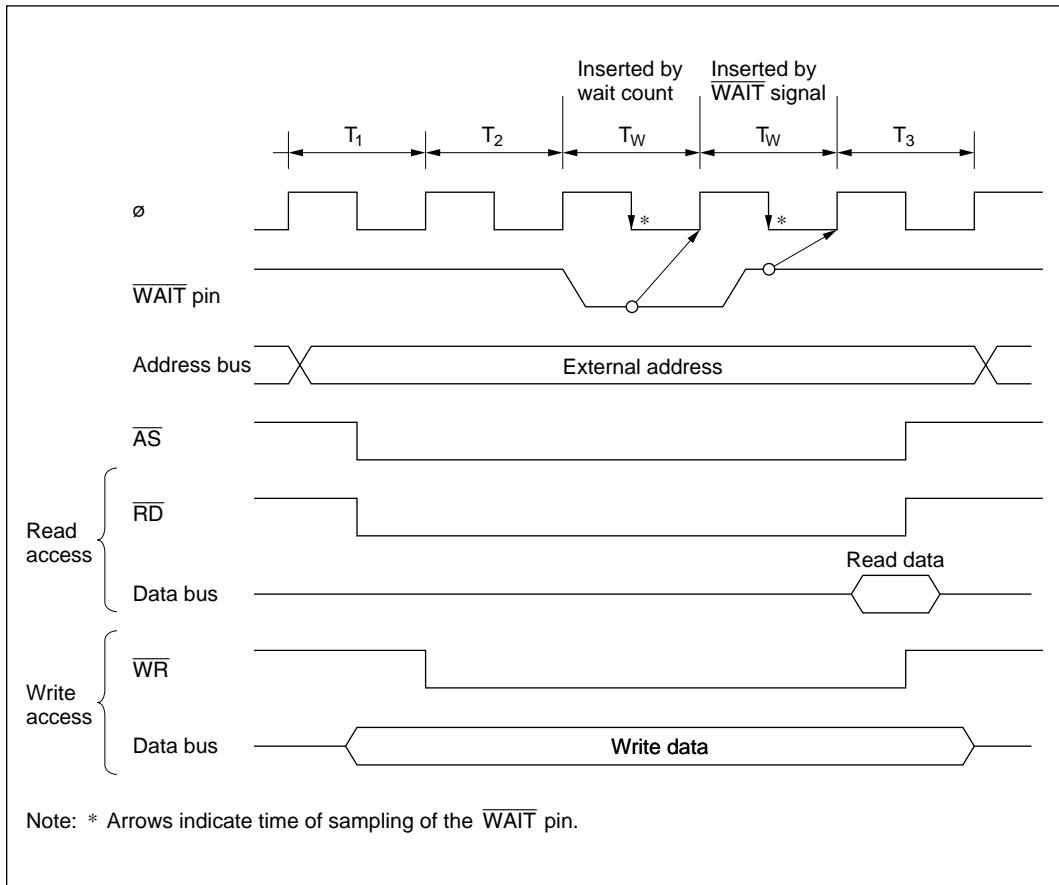 Inserted by
wait count
Inserted by
WAIT signal
T1
T2
TW
TW
T3
ø
*
*
WAIT pin
Address bus
External address
AS
Read
access
RD
Read data
Data bus
Write
access
WR
Data bus
Write data
Note: * Arrows indicate time of sampling of the WAIT pin.